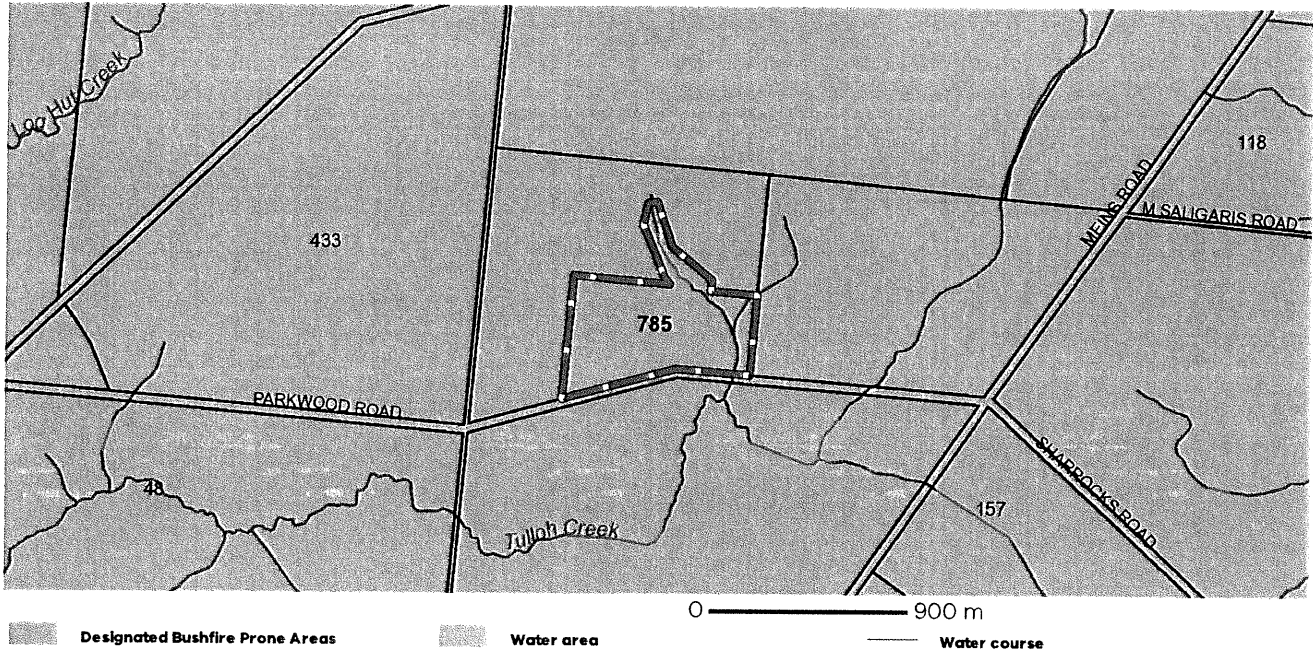 Log Hut Creek
118
MEINS ROAD
M SALIGARIS ROAD
433
785
PARKWOOD ROAD
48
SHARROCKS ROAD
157
Tulloh Creek
0 900 m
Designated Bushfire Prone Areas
Water area
Water course